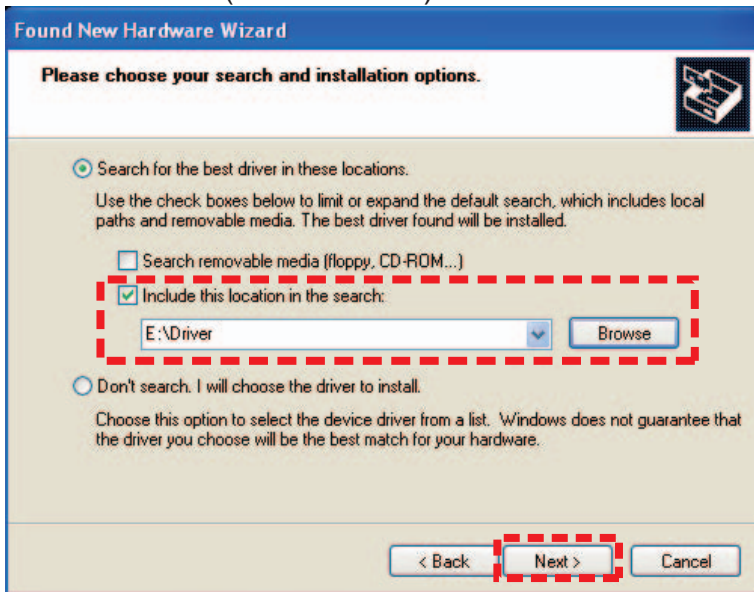 Found New Hardware Wizard
Please choose your search and installation options.
Search for the best driver in these locations.
Use the check boxes below to limit or expand the default search, which includes local
paths and removable media. The best driver found will be installed.
Search removable media (floppy, CD-ROM...)
Include this location in the search:
E:\Driver
Browse
Don't search. I will choose the driver to install.
Choose this option to select the device driver from a list. Windows does not guarantee that
the driver you choose will be the best match for your hardware.
< Back Next > Cancel